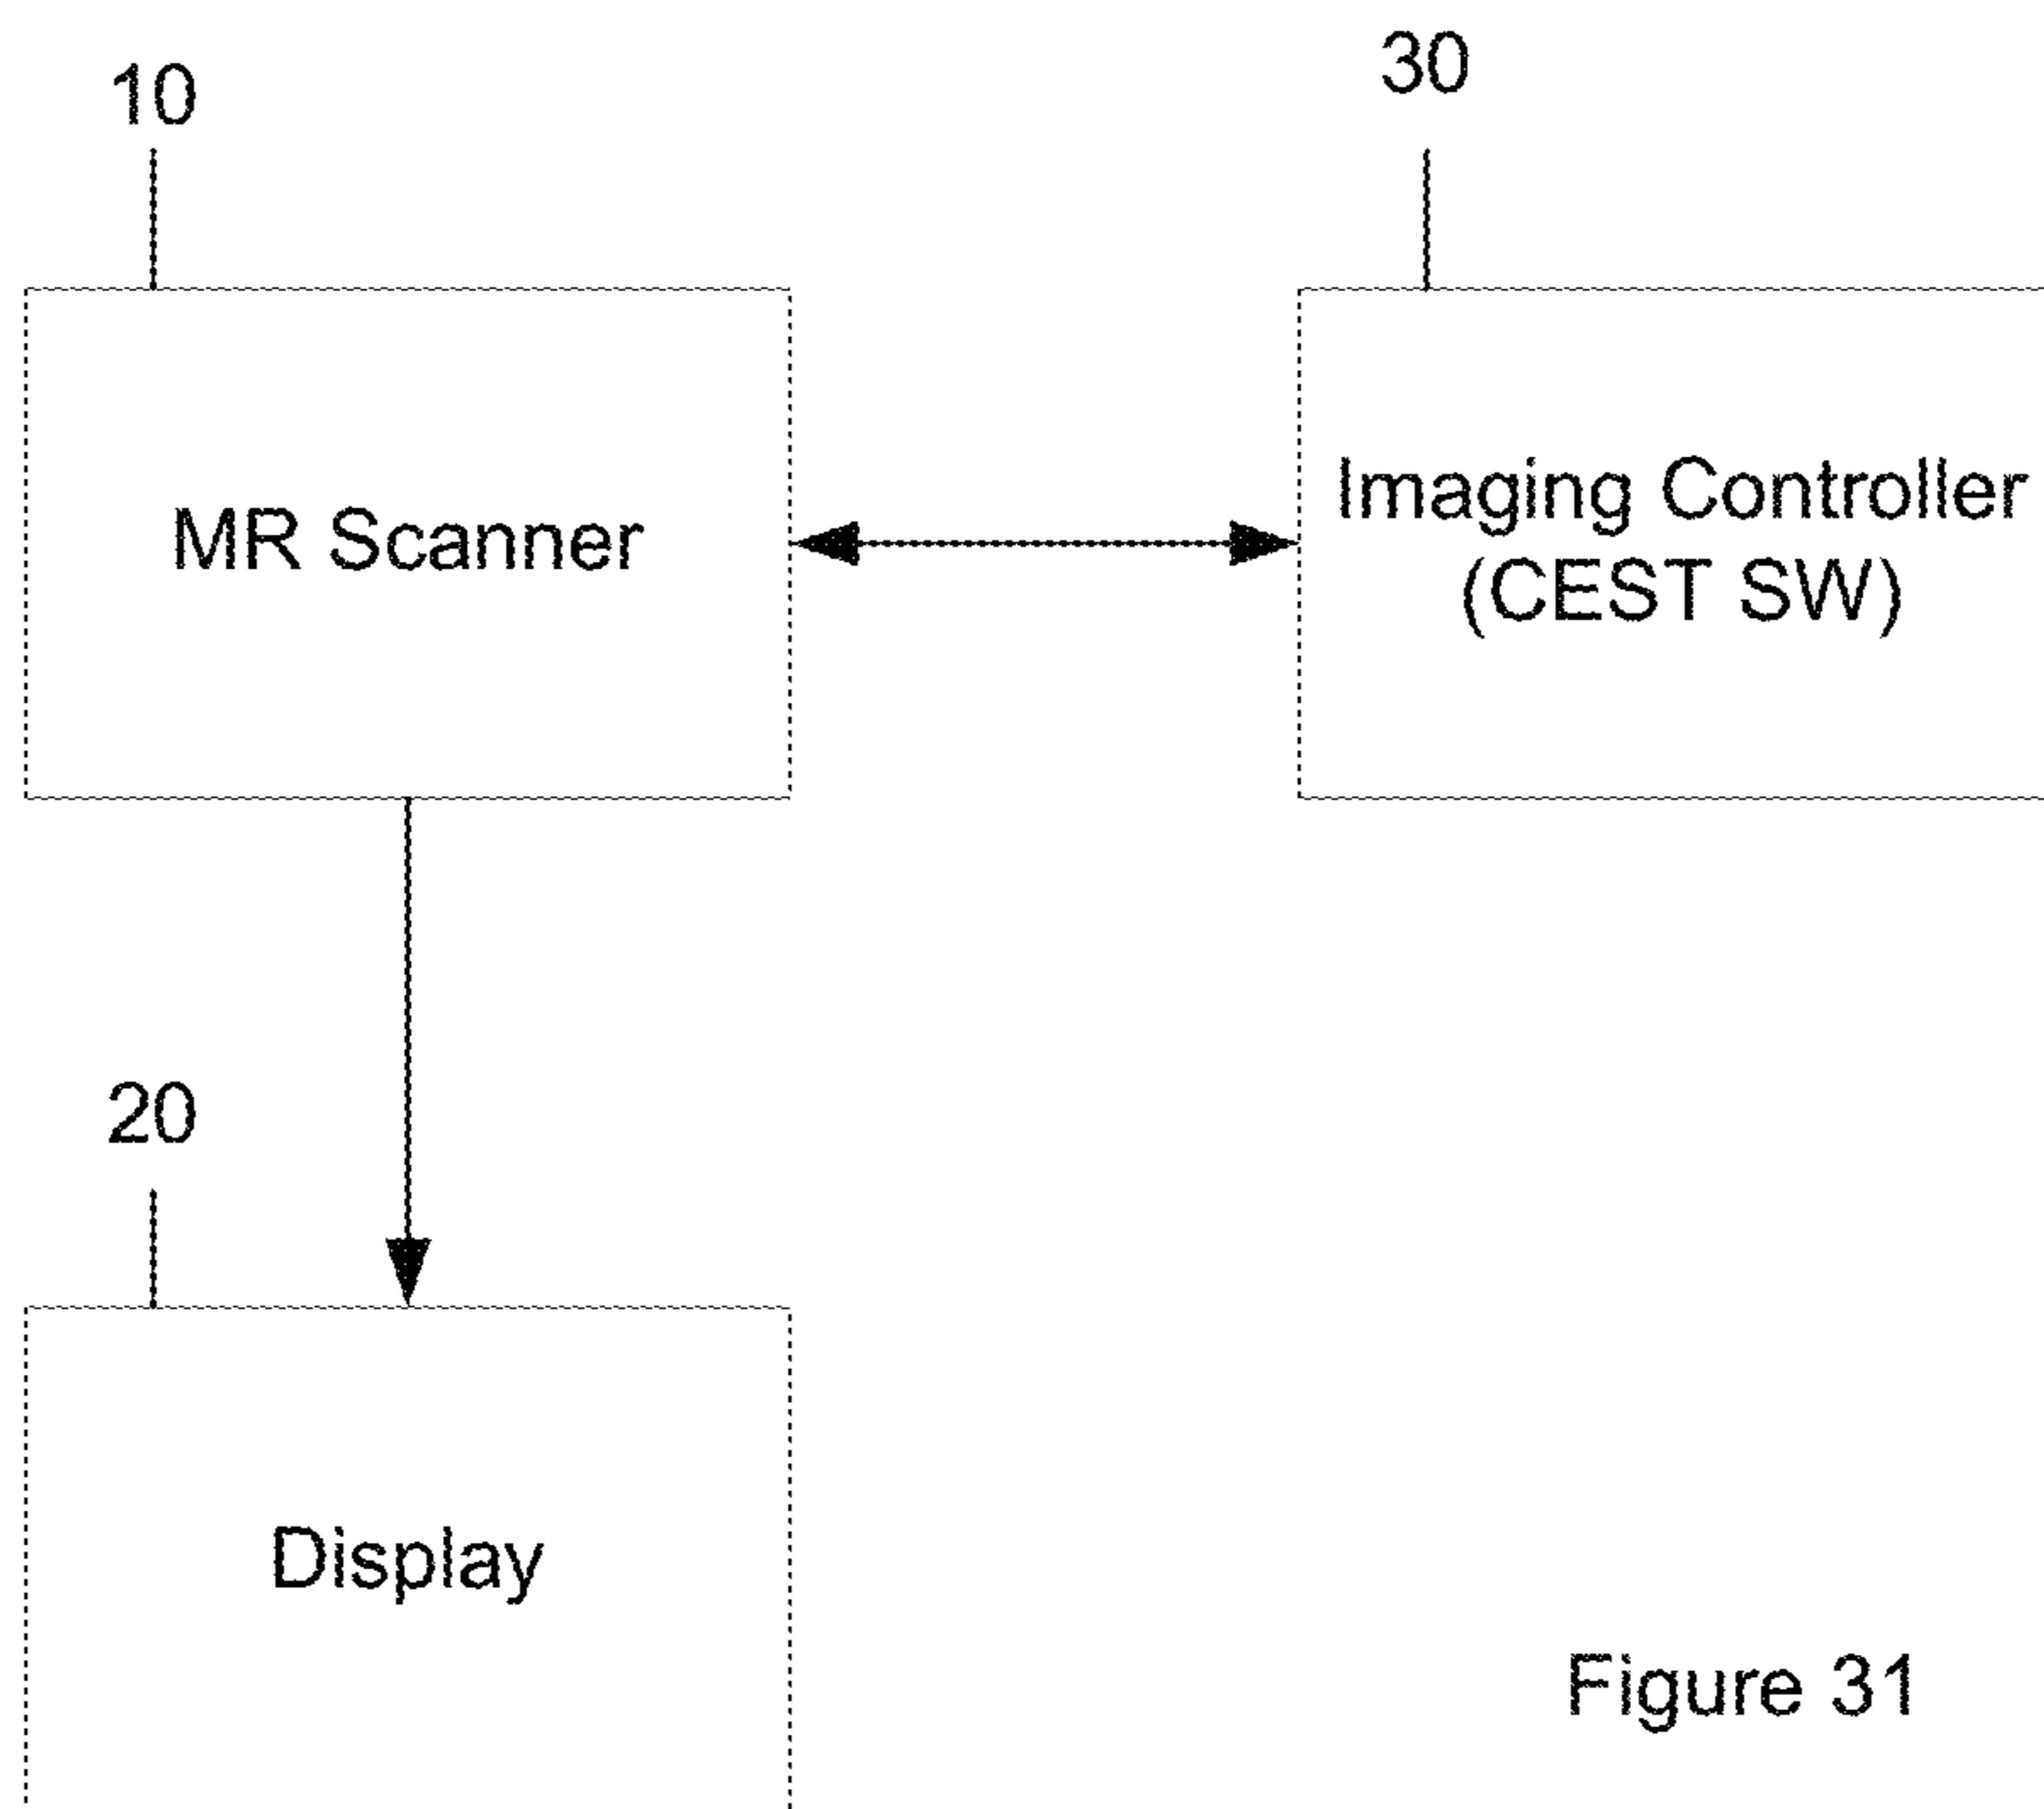 10
30
MR Scanner
Imaging Controller
(CEST SW)
20
Display
Figure 31